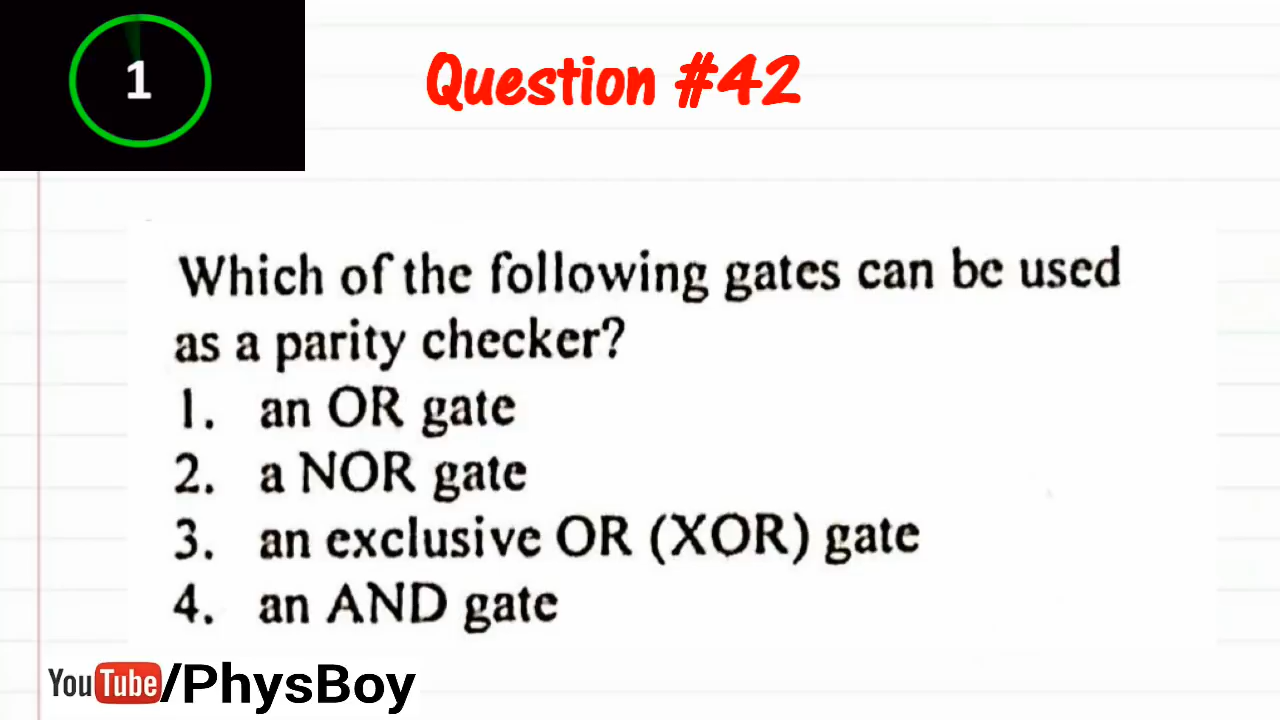 1
Question #42
Which of the following gates can be used
as a parity checker?
1. an OR gate
2. a NOR gate
3. an exclusive OR (XOR) gate
4. an AND gate
YouTube/PhysBoy